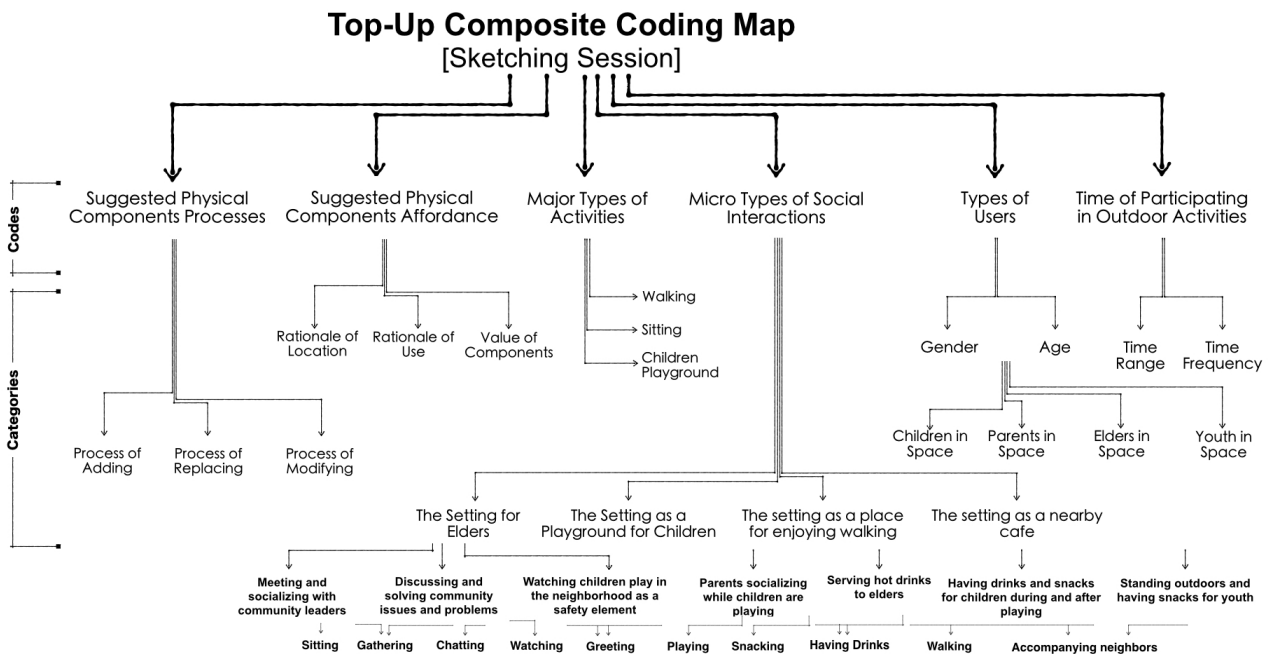 Top-Up Composite Coding Map
[Sketching Session]
Codes
Suggested Physical
Components Processes
Suggested Physical
Components Affordance
Major Types of
Activities
Micro Types of Social
Interactions
Types of
Users
Time of Participating
in Outdoor Activities
Categories
Walking
Sitting
Children
Playground
Rationale of
Location
Rationale of
Use
Value of
Components
Gender
Age
Time
Range
Time
Frequency
Process of
Adding
Process of
Replacing
Process of
Modifying
Children in
Space
Parents in
Space
Elders in
Space
Youth in
Space
The Setting for
Elders
The Setting as a
Playground for Children
The setting as a place
for enjoying walking
The setting as a nearby
cafe
Meeting and
socializing with
community leaders
Discussing and
solving community
issues and problems
Watching children play in
the neighborhood as a
safety element
Parents socializing
while children are
playing
Serving hot drinks
to elders
Having drinks and snacks
for children during and after
playing
Standing outdoors and
having snacks for youth
Sitting
Gathering
Chatting
Watching
Greeting
Playing
Snacking
Having Drinks
Walking
Accompanying neighbors